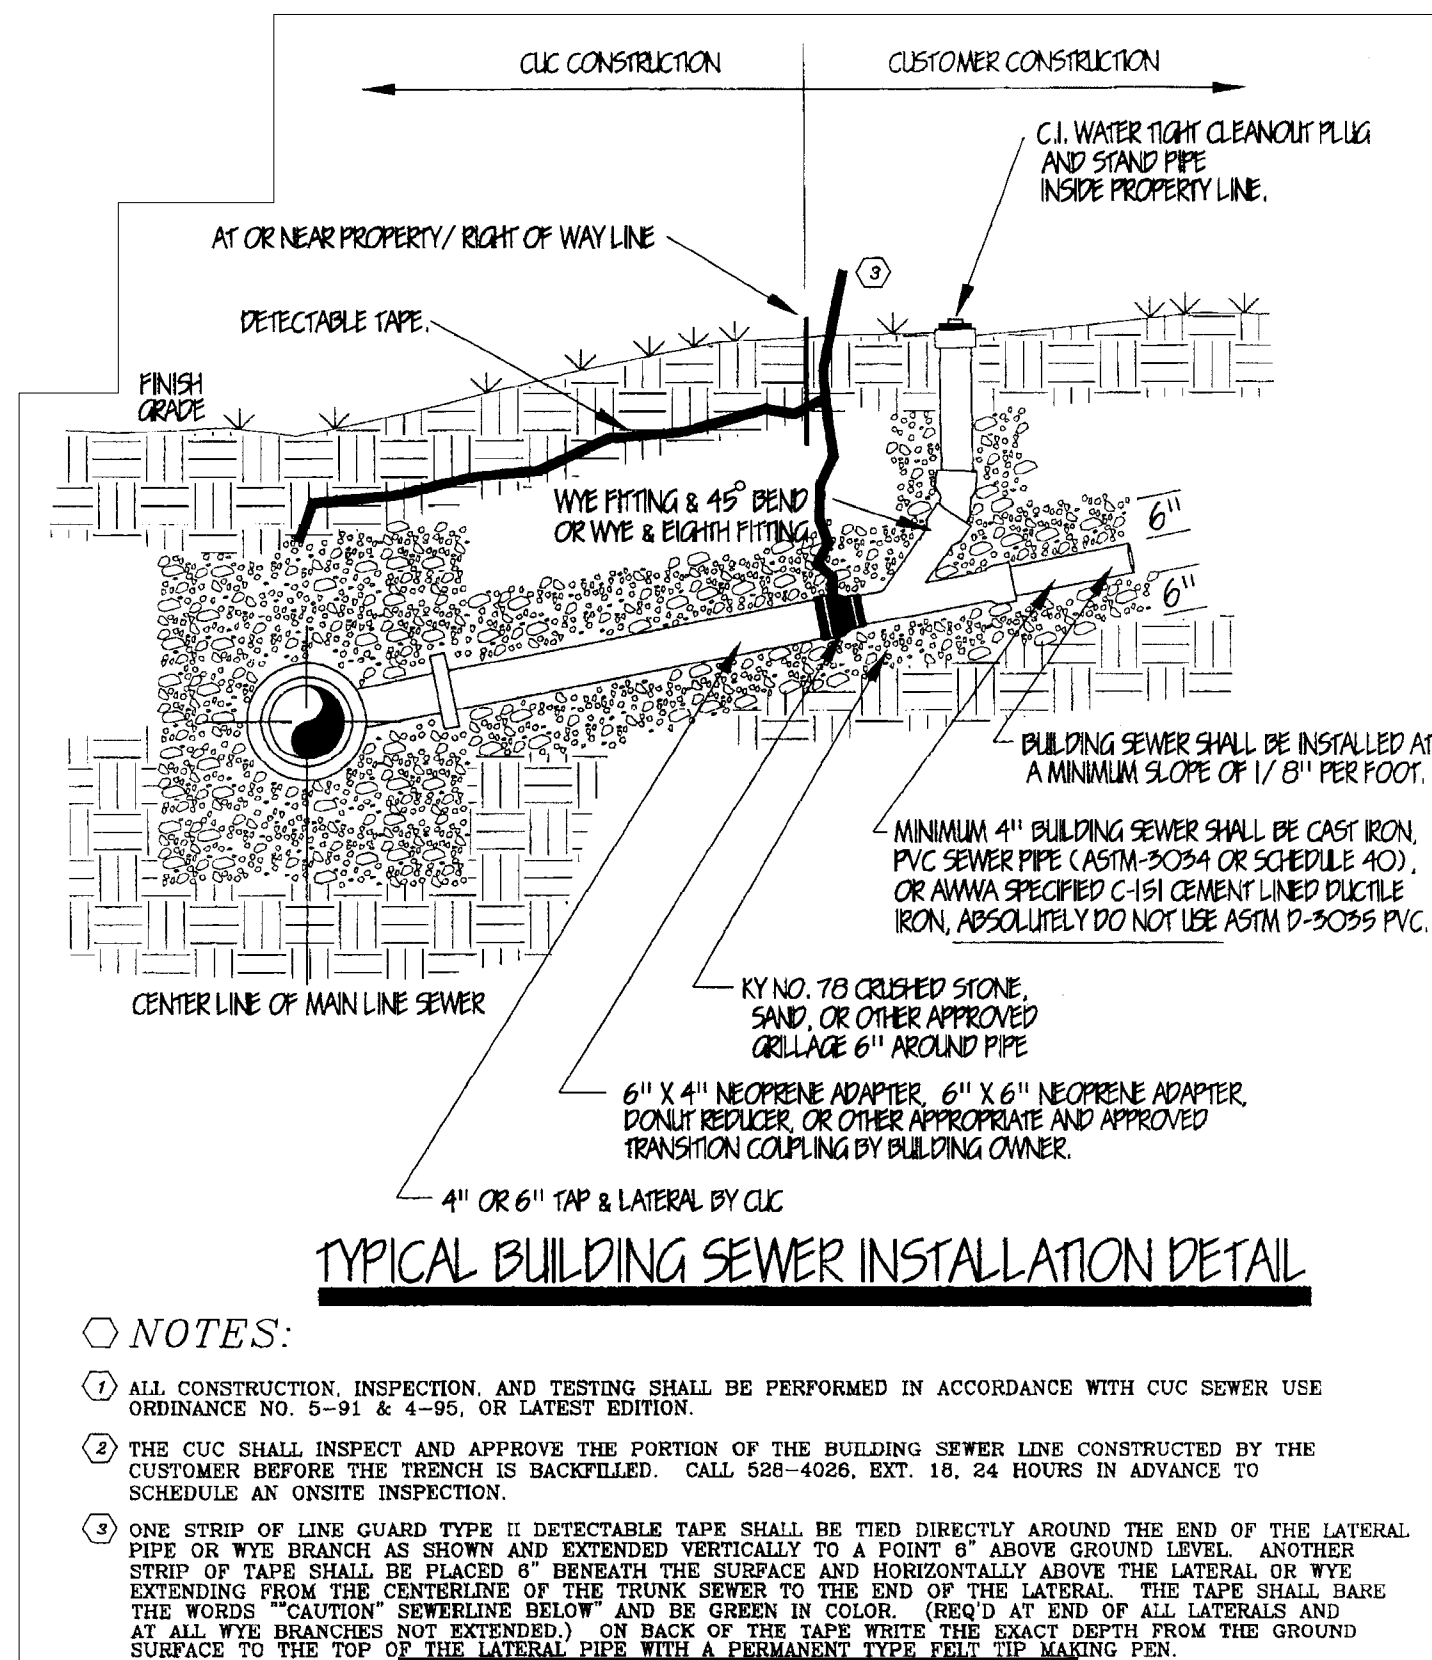 CUC CONSTRUCTION
CUSTOMER CONSTRUCTION
C.I. WATER TIGHT CLEANOUT PLUG
AND STAND PIPE
INSIDE PROPERTY LINE.
AT OR NEAR PROPERTY/ RIGHT OF WAY LINE
3
DETECTABLE TAPE.
FINISH
GRADE
WYE FITTING & 45° BEND
OR WYE & EIGHTH FITTING
6"
6"
BUILDING SEWER SHALL BE INSTALLED AT
A MINIMUM SLOPE OF 1/8" PER FOOT.
MINIMUM 4" BUILDING SEWER SHALL BE CAST IRON,
PVC SEWER PIPE (ASTM-3034 OR SCHEDULE 40),
OR AWWA SPECIFIED C-151 CEMENT LINED DUCTILE
IRON, ABSOLUTELY DO NOT USE ASTM D-3035 PVC.
CENTER LINE OF MAIN LINE SEWER
KY NO. 78 CRUSHED STONE,
SAND, OR OTHER APPROVED
GRILLAGE 6" AROUND PIPE
6" X 4" NEOPRENE ADAPTER, 6" X 6" NEOPRENE ADAPTER,
DONUT REDUCER, OR OTHER APPROPRIATE AND APPROVED
TRANSITION COUPLING BY BUILDING OWNER.
4" OR 6" TAP & LATERAL BY CUC
TYPICAL BUILDING SEWER INSTALLATION DETAIL
NOTES:
1 ALL CONSTRUCTION, INSPECTION, AND TESTING SHALL BE PERFORMED IN ACCORDANCE WITH CUC SEWER USE
ORDINANCE NO. 5-91 & 4-95, OR LATEST EDITION.
2 THE CUC SHALL INSPECT AND APPROVE THE PORTION OF THE BUILDING SEWER LINE CONSTRUCTED BY THE
CUSTOMER BEFORE THE TRENCH IS BACKFILLED. CALL 528-4026, EXT. 18, 24 HOURS IN ADVANCE TO
SCHEDULE AN ONSITE INSPECTION.
3 ONE STRIP OF LINE GUARD TYPE II DETECTABLE TAPE SHALL BE TIED DIRECTLY AROUND THE END OF THE LATERAL
PIPE OR WYE BRANCH AS SHOWN AND EXTENDED VERTICALLY TO A POINT 6" ABOVE GROUND LEVEL. ANOTHER
STRIP OF TAPE SHALL BE PLACED 6" BENEATH THE SURFACE AND HORIZONTALLY ABOVE THE LATERAL OR WYE
EXTENDING FROM THE CENTERLINE OF THE TRUNK SEWER TO THE END OF THE LATERAL. THE TAPE SHALL BARE
THE WORDS ""CAUTION" SEWERLINE BELOW" AND BE GREEN IN COLOR. (REQ'D AT END OF ALL LATERALS AND
AT ALL WYE BRANCHES NOT EXTENDED.) ON BACK OF THE TAPE WRITE THE EXACT DEPTH FROM THE GROUND
SURFACE TO THE TOP OF THE LATERAL PIPE WITH A PERMANENT TYPE FELT TIP MAKING PEN.